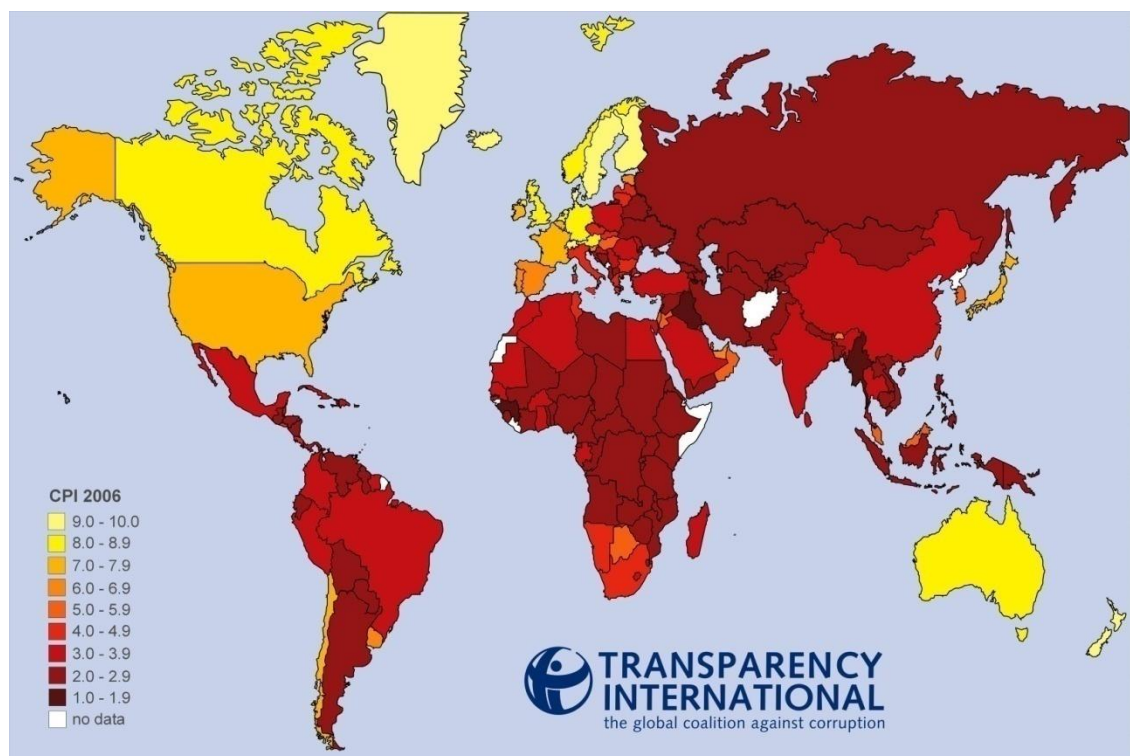 CPI 2006
9.0 - 10.0
8.0 - 8.9
7.0 - 7.9
6.0 - 6.9
5.0 - 5.9
4.0 - 4.9
3.0 - 3.9
2.0 - 2.9
1.0 - 1.9
no data
TRANSPARENCY
INTERNATIONAL
the global coalition against corruption